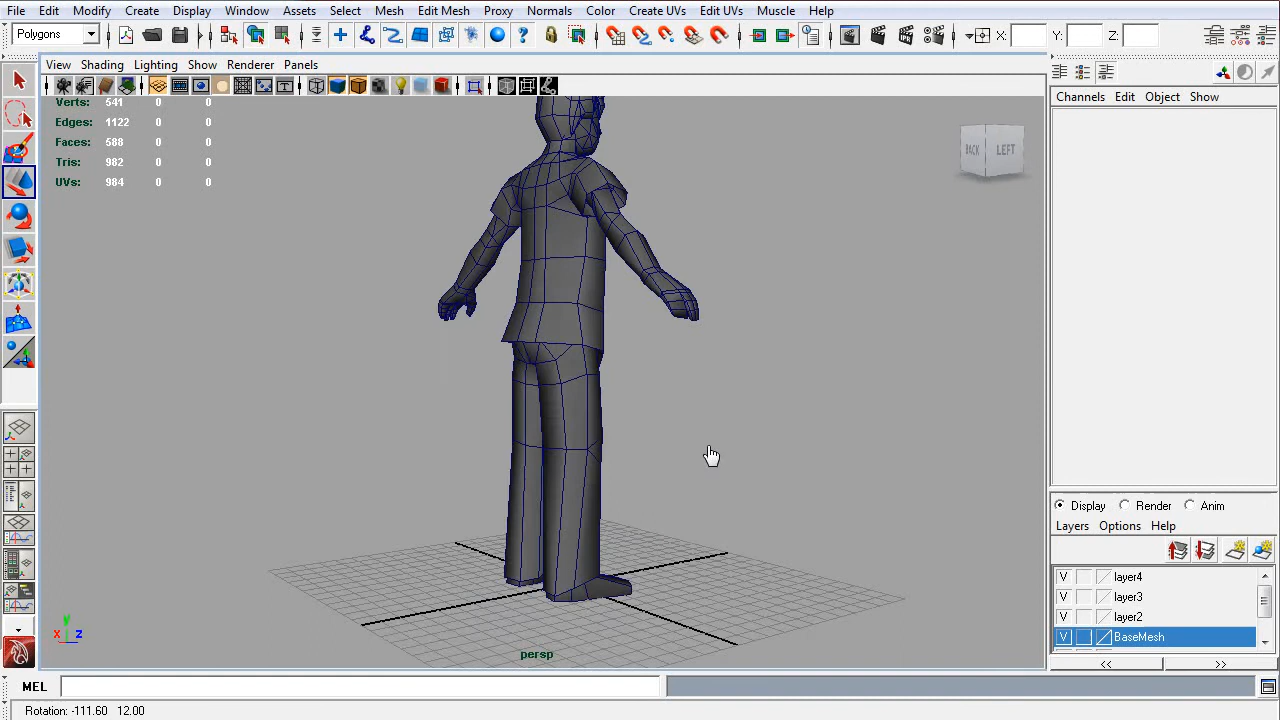 File Edit Modify Create Display Window Assets Select Mesh Edit Mesh Proxy Normals Color Create UVs Edit UVs Muscle Help
Polygons X: Y: Z:
View Shading Lighting Show Renderer Panels
Channels Edit Object Show
Verts: 541 0 0
Edges: 1122 0 0
Faces: 588 0 0
Tris: 982 0 0
UVs: 984 0 0
BACK LEFT
Display Render Anim
Layers Options Help
V layer4
V layer3
V layer2
V BaseMesh
y
x z
persp
<< >>
MEL
Rotation: -111.60 12.00